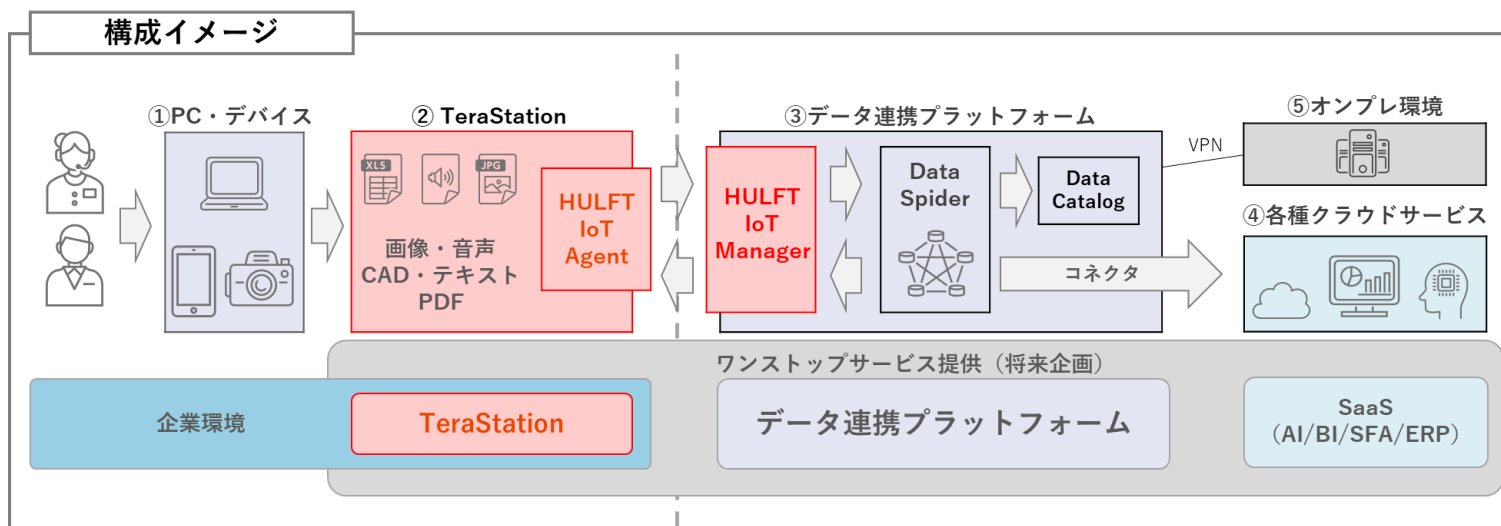 構成イメージ
①PC・デバイス
② TeraStation
XLS
JPG
画像・音声
CAD・テキスト
PDF
HULFT
IoT
Agent
③データ連携プラットフォーム
HULFT
IoT
Manager
Data
Spider
Data
Catalog
コネクタ
VPN
⑤オンプレ環境
④各種クラウドサービス
ワンストップサービス提供（将来企画）
企業環境
TeraStation
データ連携プラットフォーム
SaaS
（AI/BI/SFA/ERP）